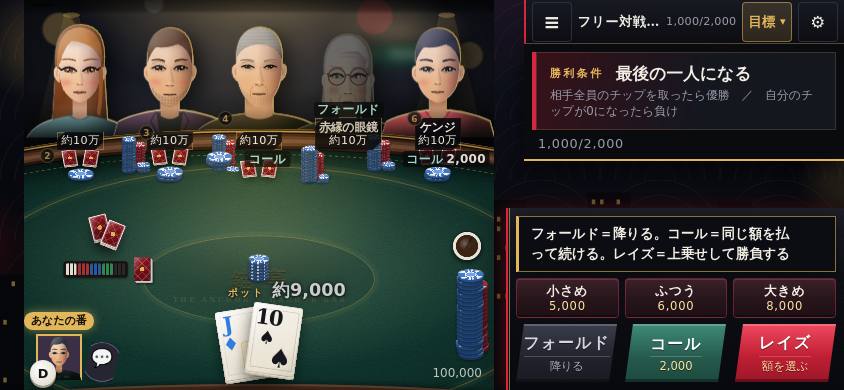 フォールド
赤縁の眼鏡
ケンジ
4
3
6
2
約10万
約10万
約10万
約10万
約10万
コール
コール 2,000
ポット 約9,000
J
10
あなたの番
D
100,000
フリー対戦… 1,000/2,000
目標 ▼
勝利条件 最後の一人になる
相手全員のチップを取ったら優勝 ／ 自分のチ
ップが0になったら負け
1,000/2,000
フォールド＝降りる。コール＝同じ額を払
って続ける。レイズ＝上乗せして勝負する
小さめ
5,000
ふつう
6,000
大きめ
8,000
フォールド
降りる
コール
2,000
レイズ
額を選ぶ